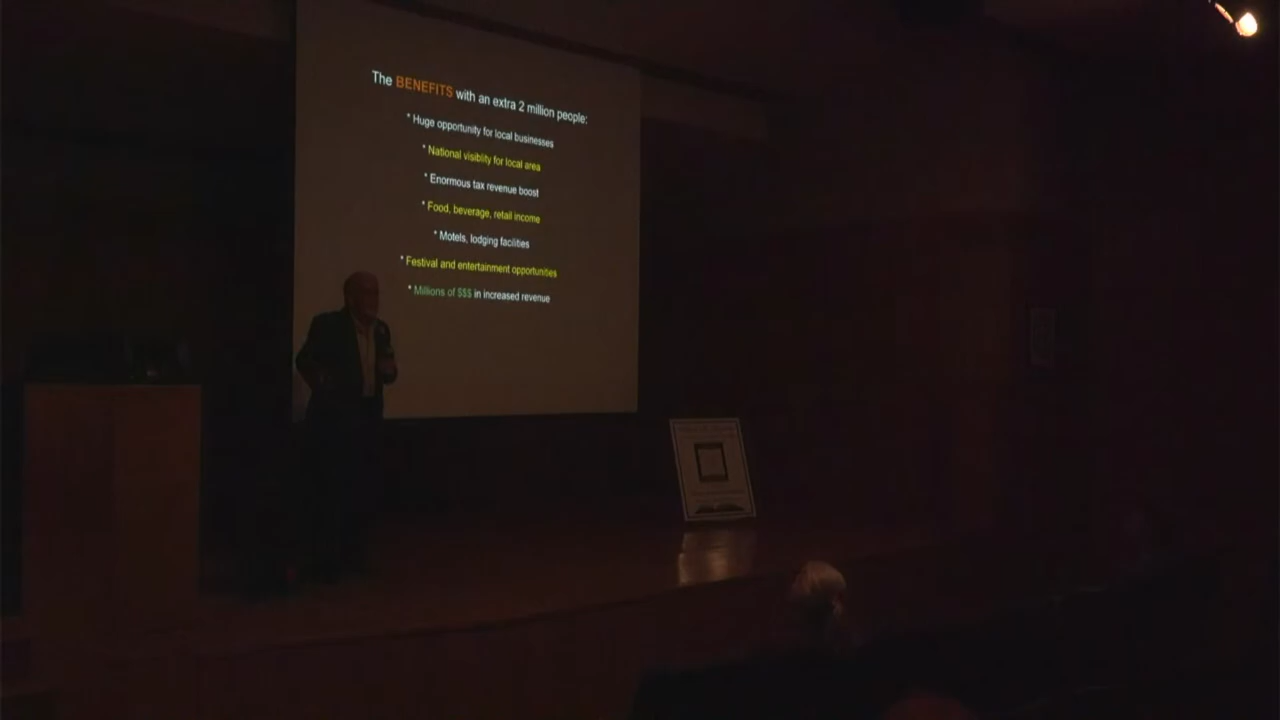 The BENEFITS with an extra 2 million people:
* Huge opportunity for local businesses
* National visiblity for local area
* Enormous tax revenue boost
* Food, beverage, retail income
* Motels, lodging facilities
* Festival and entertainment opportunities
* Millions of $$$ in increased revenue